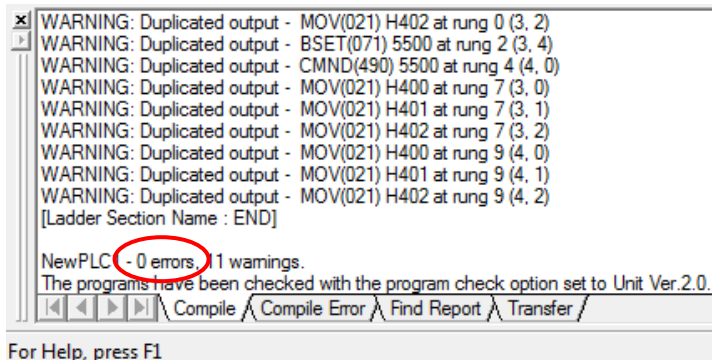 WARNING: Duplicated output - MOV(021) H402 at rung 0 (3, 2)
WARNING: Duplicated output - BSET(071) 5500 at rung 2 (3, 4)
WARNING: Duplicated output - CMND(490) 5500 at rung 4 (4, 0)
WARNING: Duplicated output - MOV(021) H400 at rung 7 (3, 0)
WARNING: Duplicated output - MOV(021) H401 at rung 7 (3, 1)
WARNING: Duplicated output - MOV(021) H402 at rung 7 (3, 2)
WARNING: Duplicated output - MOV(021) H400 at rung 9 (4, 0)
WARNING: Duplicated output - MOV(021) H401 at rung 9 (4, 1)
WARNING: Duplicated output - MOV(021) H402 at rung 9 (4, 2)
[Ladder Section Name : END]
NewPLC1 - 0 errors, 11 warnings.
The programs have been checked with the program check option set to Unit Ver.2.0.
Compile Compile Error Find Report Transfer
For Help, press F1